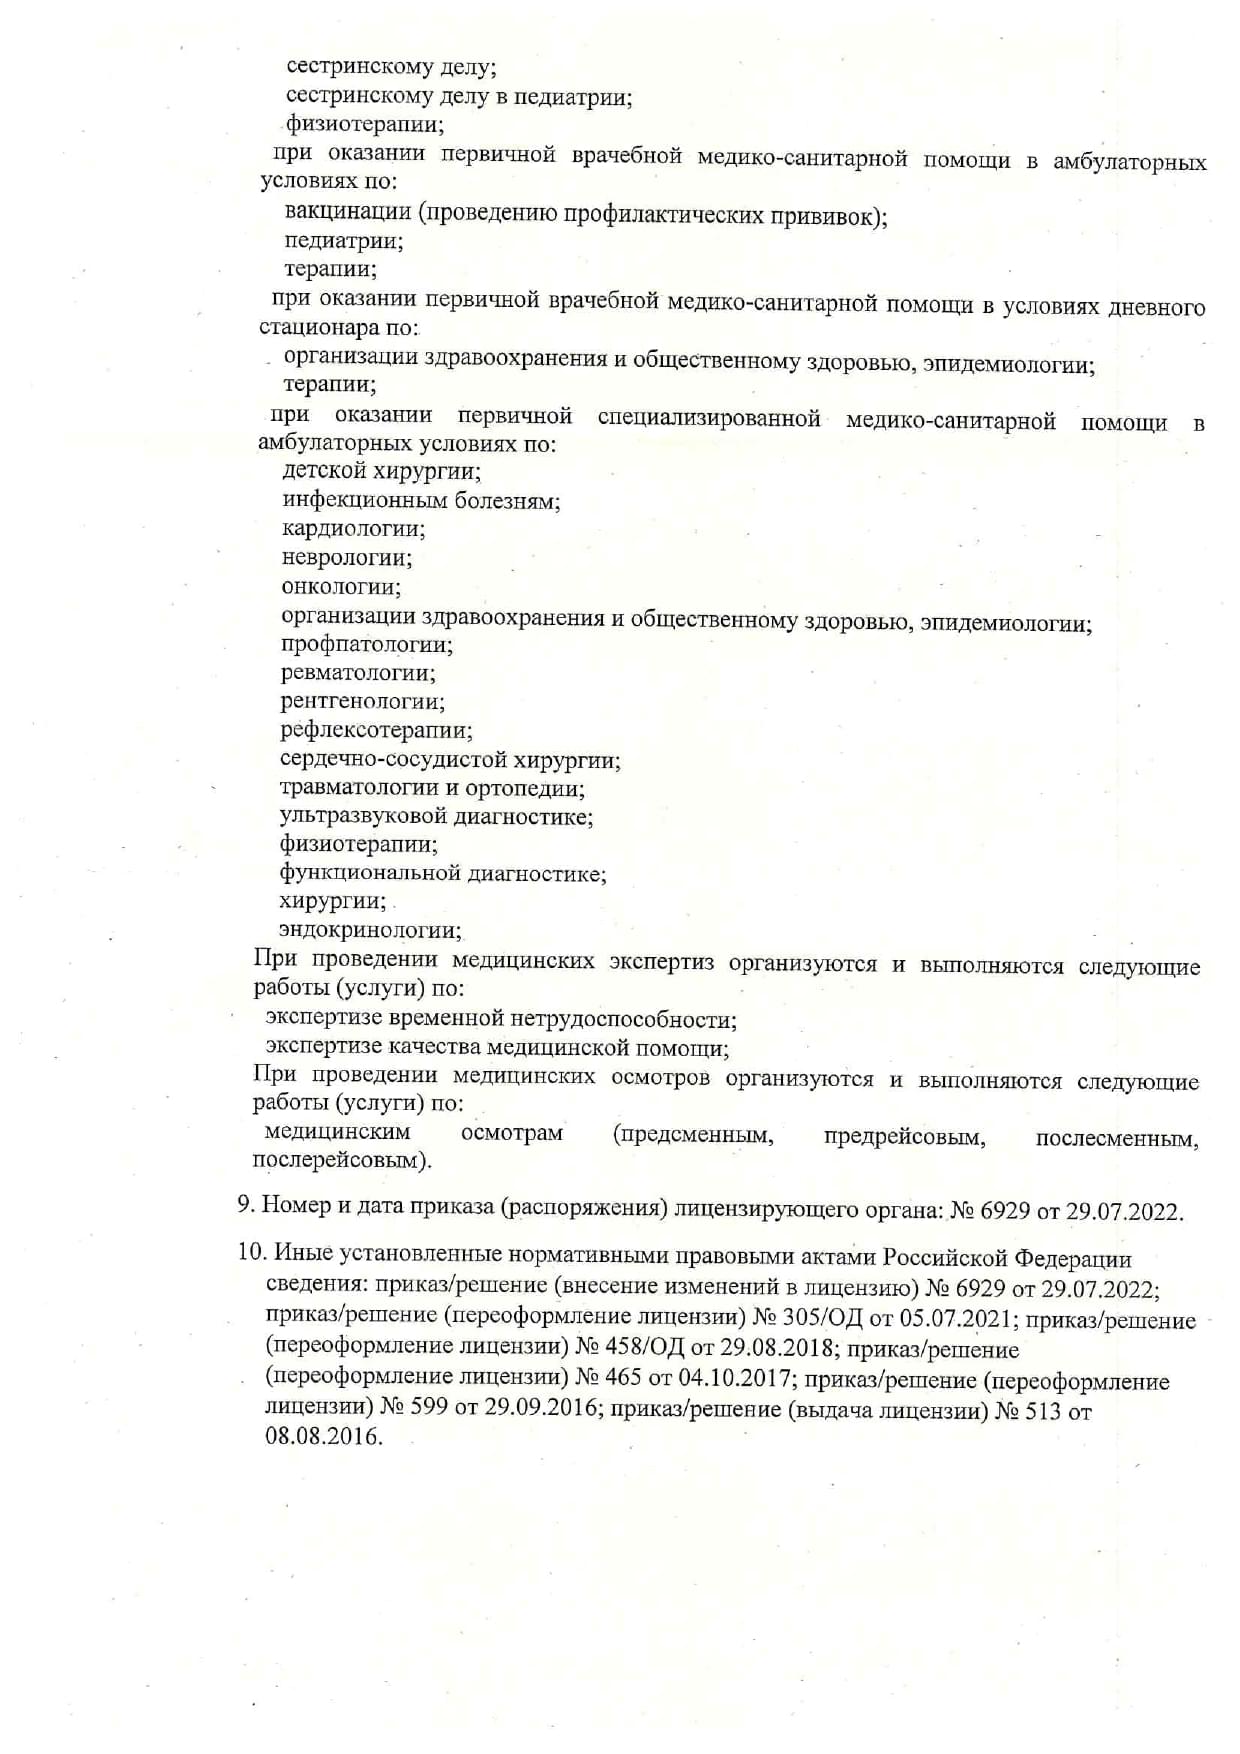 сестринскому делу;
сестринскому делу в педиатрии;
физиотерапии;
при оказании первичной врачебной медико-санитарной помощи в амбулаторных
условиях по:
вакцинации (проведению профилактических прививок);
педиатрии;
терапии;
при оказании первичной врачебной медико-санитарной помощи в условиях дневного
стационара по:
организации здравоохранения и общественному здоровью, эпидемиологии;
терапии;
при оказании первичной специализированной медико-санитарной помощи в
амбулаторных условиях по:
детской хирургии;
инфекционным болезням;
кардиологии;
неврологии;
онкологии;
организации здравоохранения и общественному здоровью, эпидемиологии;
профпатологии;
ревматологии;
рентгенологии;
рефлексотерапии;
сердечно-сосудистой хирургии;
травматологии и ортопедии;
ультразвуковой диагностике;
физиотерапии;
функциональной диагностике;
хирургии;
эндокринологии;
При проведении медицинских экспертиз организуются и выполняются следующие
работы (услуги) по:
экспертизе временной нетрудоспособности;
экспертизе качества медицинской помощи;
При проведении медицинских осмотров организуются и выполняются следующие
работы (услуги) по:
медицинским осмотрам (предсменным, предрейсовым, послесменным,
послерейсовым).
9. Номер и дата приказа (распоряжения) лицензирующего органа: № 6929 от 29.07.2022.
10. Иные установленные нормативными правовыми актами Российской Федерации
сведения: приказ/решение (внесение изменений в лицензию) № 6929 от 29.07.2022;
приказ/решение (переоформление лицензии) № 305/ОД от 05.07.2021; приказ/решение
(переоформление лицензии) № 458/ОД от 29.08.2018; приказ/решение
(переоформление лицензии) № 465 от 04.10.2017; приказ/решение (переоформление
лицензии) № 599 от 29.09.2016; приказ/решение (выдача лицензии) № 513 от
08.08.2016.